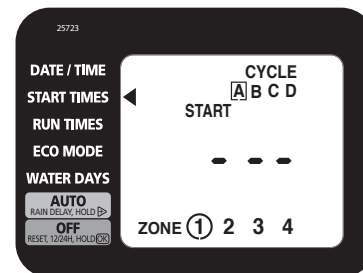 25723
DATE / TIME
START TIMES
RUN TIMES
ECO MODE
WATER DAYS
AUTO
RAIN DELAY, HOLD
OFF
RESET, 12/24H, HOLD OK
CYCLE
A B C D
START
- - -
ZONE 1 2 3 4